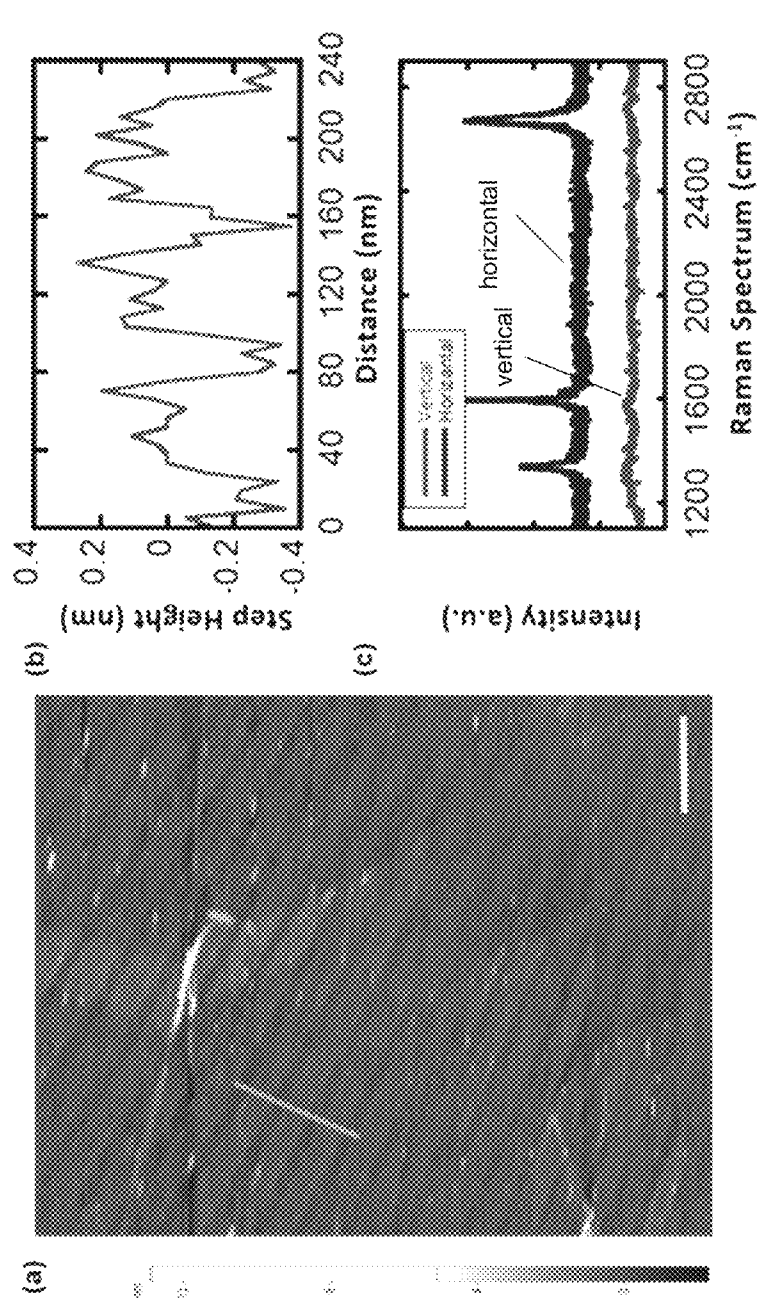 (a)
(b)
Step Height (nm)
0.4
0.2
0
-0.2
-0.4
0 40 80 120 160 200 240
Distance (nm)
(c)
Intensity (a.u.)
Vertical
Horizontal
vertical
horizontal
1200 1600 2000 2400 2800
Raman Spectrum (cm-1)